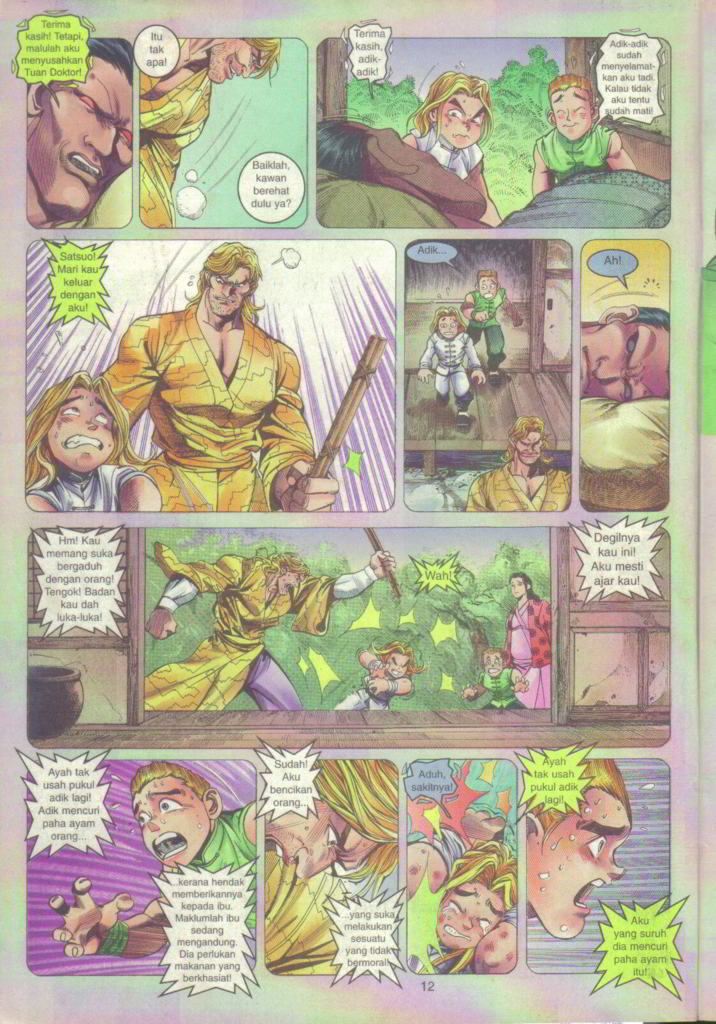 Terima
kasih! Tetapi,
malulah aku
menyusahkan
Tuan Doktor!
Itu
tak
apa!
Baiklah,
kawan
berehat
dulu ya?
Terima
kasih,
adik-
adik!
Adik-adik
sudah
menyelamat-
kan aku tadi.
Kalau tidak
aku tentu
sudah mati!
Satsuo!
Mari kau
keluar
dengan
aku!
Adik...
Ah!
Hm! Kau
memang suka
bergaduh
dengan orang!
Tengok! Badan
kau dah
luka-luka!
Wah!
Degilnya
kau ini!
Aku mesti
ajar kau!
Ayah tak
usah pukul
adik lagi!
Adik mencuri
paha ayam
orang...
...kerana hendak
memberikannya
kepada ibu.
Maklumlah ibu
sedang
mengandung.
Dia perlukan
makanan yang
berkhasiat!
Sudah!
Aku
bencikan
orang...
...yang suka
melakukan
sesuatu
yang tidak
bermoral!
Aduh,
sakitnya!
Ayah
tak usah
pukul adik
lagi!
Aku
yang suruh
dia mencuri
paha ayam
itu!
12